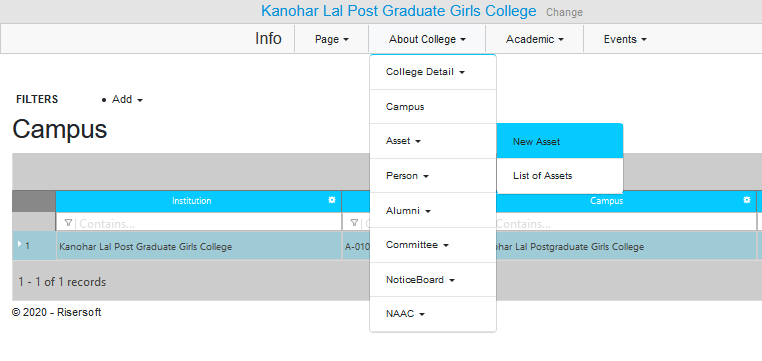 Kanohar Lal Post Graduate Girls College Change
Info Page About College Academic Events
College Detail
Campus
Asset
New Asset
List of Assets
Person
Alumni
Committee
NoticeBoard
NAAC
FILTERS • Add
Campus
Institution Campus
Contains... Contains...
1 Kanohar Lal Post Graduate Girls College A-010 har Lal Postgraduate Girls College
1 - 1 of 1 records
© 2020 - Risersoft